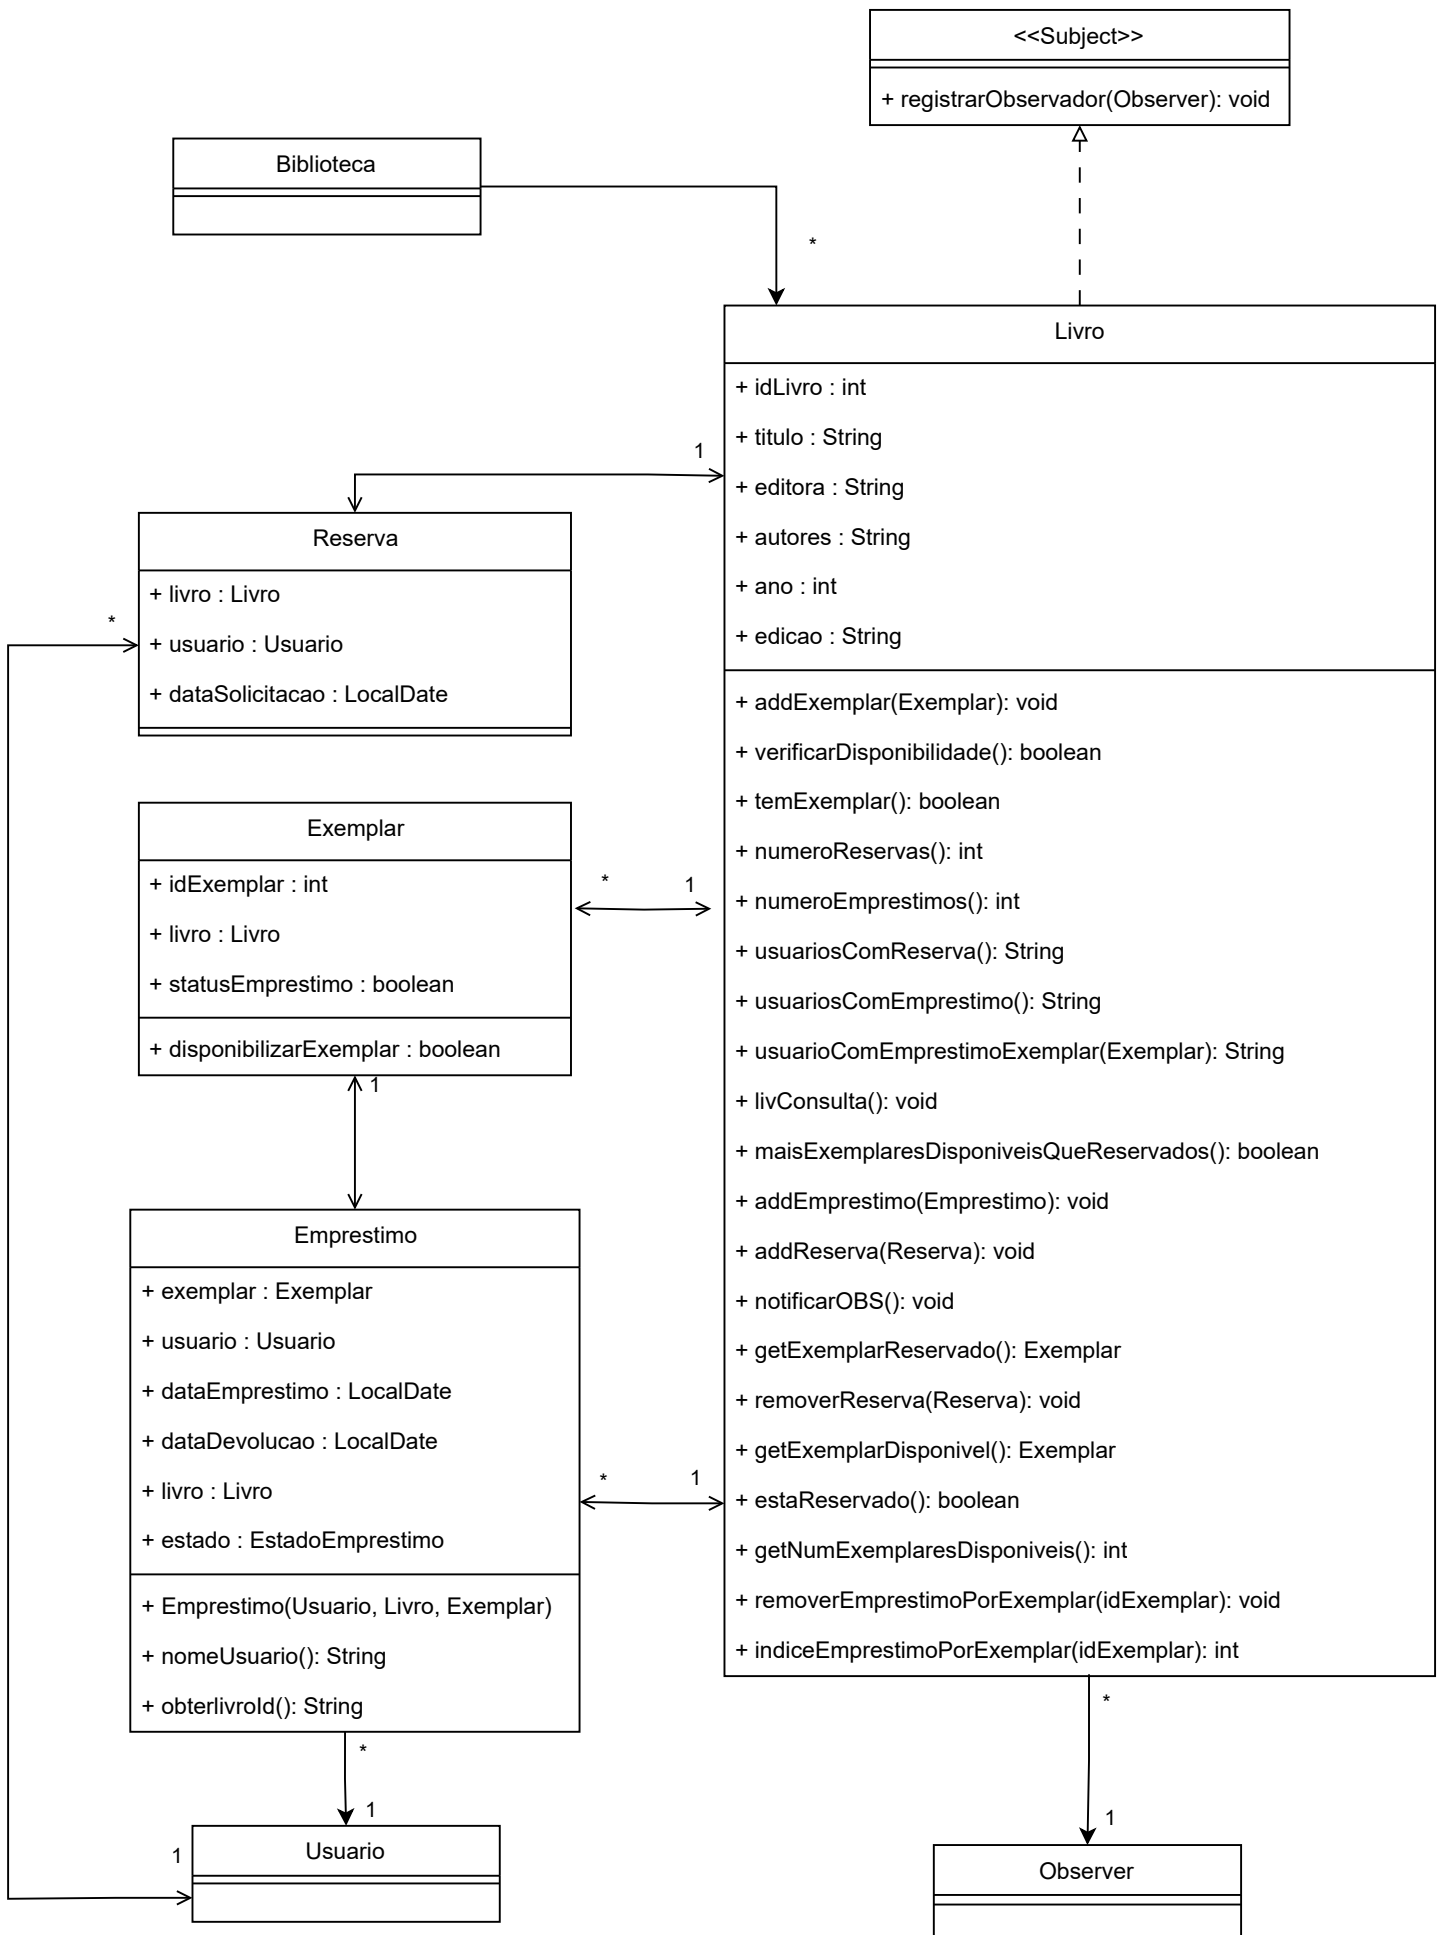 <<Subject>>
+ registrarObservador(Observer): void
Biblioteca
*
Livro
+ idLivro : int
+ titulo : String
+ editora : String
+ autores : String
+ ano : int
+ edicao : String
+ addExemplar(Exemplar): void
+ verificarDisponibilidade(): boolean
+ temExemplar(): boolean
+ numeroReservas(): int
+ numeroEmprestimos(): int
+ usuariosComReserva(): String
+ usuariosComEmprestimo(): String
+ usuarioComEmprestimoExemplar(Exemplar): String
+ livConsulta(): void
+ maisExemplaresDisponiveisQueReservados(): boolean
+ addEmprestimo(Emprestimo): void
+ addReserva(Reserva): void
+ notificarOBS(): void
+ getExemplarReservado(): Exemplar
+ removerReserva(Reserva): void
+ getExemplarDisponivel(): Exemplar
+ estaReservado(): boolean
+ getNumExemplaresDisponiveis(): int
+ removerEmprestimoPorExemplar(idExemplar): void
+ indiceEmprestimoPorExemplar(idExemplar): int
1
Reserva
+ livro : Livro
+ usuario : Usuario
+ dataSolicitacao : LocalDate
*
Exemplar
+ idExemplar : int
+ livro : Livro
+ statusEmprestimo : boolean
+ disponibilizarExemplar : boolean
*
1
1
Emprestimo
+ exemplar : Exemplar
+ usuario : Usuario
+ dataEmprestimo : LocalDate
+ dataDevolucao : LocalDate
+ livro : Livro
+ estado : EstadoEmprestimo
+ Emprestimo(Usuario, Livro, Exemplar)
+ nomeUsuario(): String
+ obterlivroId(): String
*
1
*
1
1
Usuario
*
1
Observer